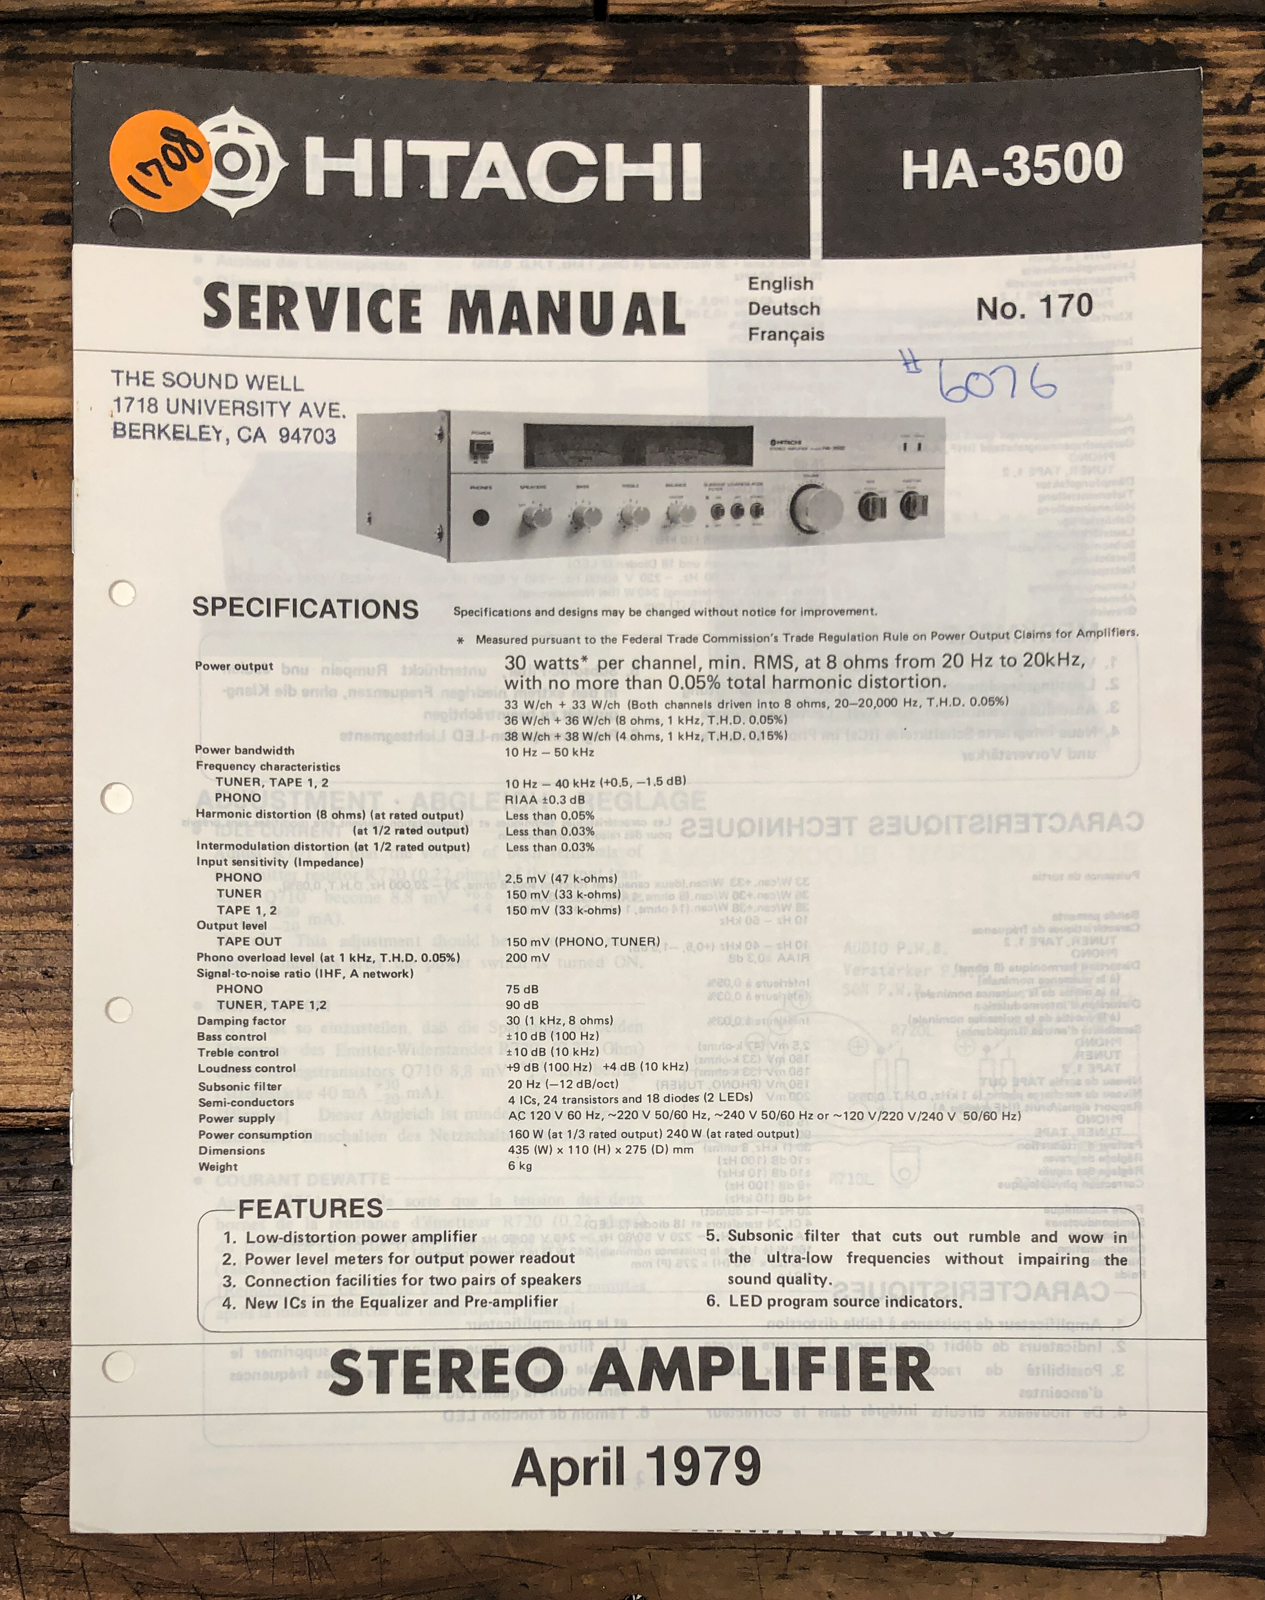 1708
HITACHI
HA-3500
SERVICE MANUAL
English
Deutsch
Français
No. 170
#6076
THE SOUND WELL
1718 UNIVERSITY AVE.
BERKELEY, CA 94703
POWER
HITACHI
PHONES
SPEAKERS
BASS
TREBLE
BALANCE
SPECIFICATIONS
Specifications and designs may be changed without notice for improvement.
* Measured pursuant to the Federal Trade Commission's Trade Regulation Rule on Power Output Claims for Amplifiers.
Power output 30 watts* per channel, min. RMS, at 8 ohms from 20 Hz to 20kHz,
with no more than 0.05% total harmonic distortion.
33 W/ch + 33 W/ch (Both channels driven into 8 ohms, 20–20,000 Hz, T.H.D. 0.05%)
36 W/ch + 36 W/ch (8 ohms, 1 kHz, T.H.D. 0.05%)
38 W/ch + 38 W/ch (4 ohms, 1 kHz, T.H.D. 0.15%)
Power bandwidth 10 Hz – 50 kHz
Frequency characteristics
TUNER, TAPE 1, 2 10 Hz – 40 kHz (+0.5, –1.5 dB)
PHONO RIAA ±0.3 dB
Harmonic distortion (8 ohms) (at rated output) Less than 0.05%
(at 1/2 rated output) Less than 0.03%
Intermodulation distortion (at 1/2 rated output) Less than 0.03%
Input sensitivity (Impedance)
PHONO 2.5 mV (47 k-ohms)
TUNER 150 mV (33 k-ohms)
TAPE 1, 2 150 mV (33 k-ohms)
Output level
TAPE OUT 150 mV (PHONO, TUNER)
Phono overload level (at 1 kHz, T.H.D. 0.05%) 200 mV
Signal-to-noise ratio (IHF, A network)
PHONO 75 dB
TUNER, TAPE 1,2 90 dB
Damping factor 30 (1 kHz, 8 ohms)
Bass control ±10 dB (100 Hz)
Treble control ±10 dB (10 kHz)
Loudness control +9 dB (100 Hz) +4 dB (10 kHz)
Subsonic filter 20 Hz (–12 dB/oct)
Semi-conductors 4 ICs, 24 transistors and 18 diodes (2 LEDs)
Power supply AC 120 V 60 Hz, ~220 V 50/60 Hz, ~240 V 50/60 Hz or ~120 V/220 V/240 V 50/60 Hz)
Power consumption 160 W (at 1/3 rated output) 240 W (at rated output)
Dimensions 435 (W) x 110 (H) x 275 (D) mm
Weight 6 kg
FEATURES
1. Low-distortion power amplifier
2. Power level meters for output power readout
3. Connection facilities for two pairs of speakers
4. New ICs in the Equalizer and Pre-amplifier
5. Subsonic filter that cuts out rumble and wow in
the ultra-low frequencies without impairing the
sound quality.
6. LED program source indicators.
STEREO AMPLIFIER
April 1979